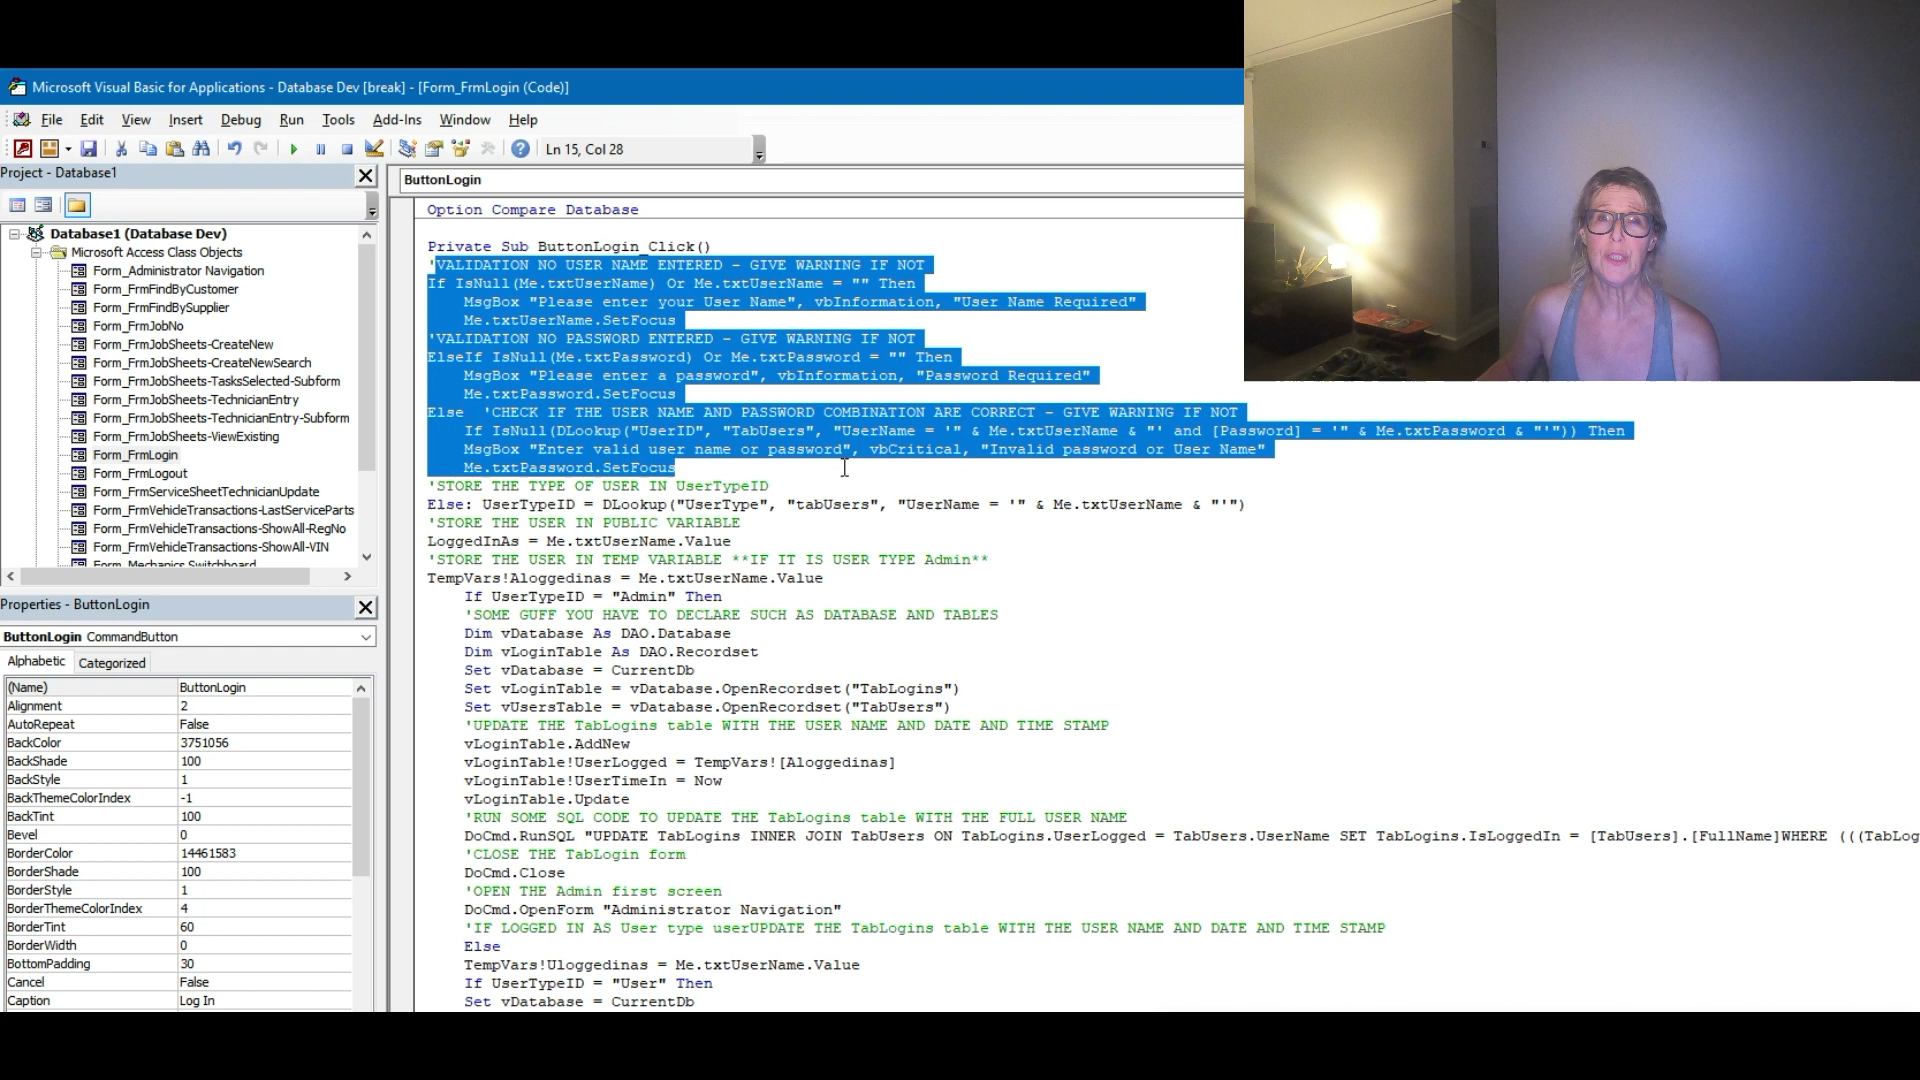 Microsoft Visual Basic for Applications - Database Dev [break] - [Form_FrmLogin (Code)]
File Edit View Insert Debug Run Tools Add-Ins Window Help
Ln 15, Col 28
Project - Database1
Database1 (Database Dev)
Microsoft Access Class Objects
Form_Administrator Navigation
Form_FrmFindByCustomer
Form_FrmFindBySupplier
Form_FrmJobNo
Form_FrmJobSheets-CreateNew
Form_FrmJobSheets-CreateNewSearch
Form_FrmJobSheets-TasksSelected-Subform
Form_FrmJobSheets-TechnicianEntry
Form_FrmJobSheets-TechnicianEntry-Subform
Form_FrmJobSheets-ViewExisting
Form_FrmLogin
Form_FrmLogout
Form_FrmServiceSheetTechnicianUpdate
Form_FrmVehicleTransactions-LastServiceParts
Form_FrmVehicleTransactions-ShowAll-RegNo
Form_FrmVehicleTransactions-ShowAll-VIN
Form_Mechanics Switchboard
Properties - ButtonLogin
ButtonLogin CommandButton
Alphabetic Categorized
(Name) ButtonLogin
Alignment 2
AutoRepeat False
BackColor 3751056
BackShade 100
BackStyle 1
BackThemeColorIndex -1
BackTint 100
Bevel 0
BorderColor 14461583
BorderShade 100
BorderStyle 1
BorderThemeColorIndex 4
BorderTint 60
BorderWidth 0
BottomPadding 30
Cancel False
Caption Log In
ButtonLogin
Option Compare Database
Private Sub ButtonLogin_Click()
'VALIDATION NO USER NAME ENTERED - GIVE WARNING IF NOT
If IsNull(Me.txtUserName) Or Me.txtUserName = "" Then
MsgBox "Please enter your User Name", vbInformation, "User Name Required"
Me.txtUserName.SetFocus
'VALIDATION NO PASSWORD ENTERED - GIVE WARNING IF NOT
ElseIf IsNull(Me.txtPassword) Or Me.txtPassword = "" Then
MsgBox "Please enter a password", vbInformation, "Password Required"
Me.txtPassword.SetFocus
Else 'CHECK IF THE USER NAME AND PASSWORD COMBINATION ARE CORRECT - GIVE WARNING IF NOT
If IsNull(DLookup("UserID", "TabUsers", "UserName = '" & Me.txtUserName & "' and [Password] = '" & Me.txtPassword & "'")) Then
MsgBox "Enter valid user name or password", vbCritical, "Invalid password or User Name"
Me.txtPassword.SetFocus
'STORE THE TYPE OF USER IN UserTypeID
Else: UserTypeID = DLookup("UserType", "tabUsers", "UserName = '" & Me.txtUserName & "'")
'STORE THE USER IN PUBLIC VARIABLE
LoggedInAs = Me.txtUserName.Value
'STORE THE USER IN TEMP VARIABLE **IF IT IS USER TYPE Admin**
TempVars!Aloggedinas = Me.txtUserName.Value
If UserTypeID = "Admin" Then
'SOME GUFF YOU HAVE TO DECLARE SUCH AS DATABASE AND TABLES
Dim vDatabase As DAO.Database
Dim vLoginTable As DAO.Recordset
Set vDatabase = CurrentDb
Set vLoginTable = vDatabase.OpenRecordset("TabLogins")
Set vUsersTable = vDatabase.OpenRecordset("TabUsers")
'UPDATE THE TabLogins table WITH THE USER NAME AND DATE AND TIME STAMP
vLoginTable.AddNew
vLoginTable!UserLogged = TempVars![Aloggedinas]
vLoginTable!UserTimeIn = Now
vLoginTable.Update
'RUN SOME SQL CODE TO UPDATE THE TabLogins table WITH THE FULL USER NAME
DoCmd.RunSQL "UPDATE TabLogins INNER JOIN TabUsers ON TabLogins.UserLogged = TabUsers.UserName SET TabLogins.IsLoggedIn = [TabUsers].[FullName]WHERE (((TabLog
'CLOSE THE TabLogin form
DoCmd.Close
'OPEN THE Admin first screen
DoCmd.OpenForm "Administrator Navigation"
'IF LOGGED IN AS User type userUPDATE THE TabLogins table WITH THE USER NAME AND DATE AND TIME STAMP
Else
TempVars!Uloggedinas = Me.txtUserName.Value
If UserTypeID = "User" Then
Set vDatabase = CurrentDb